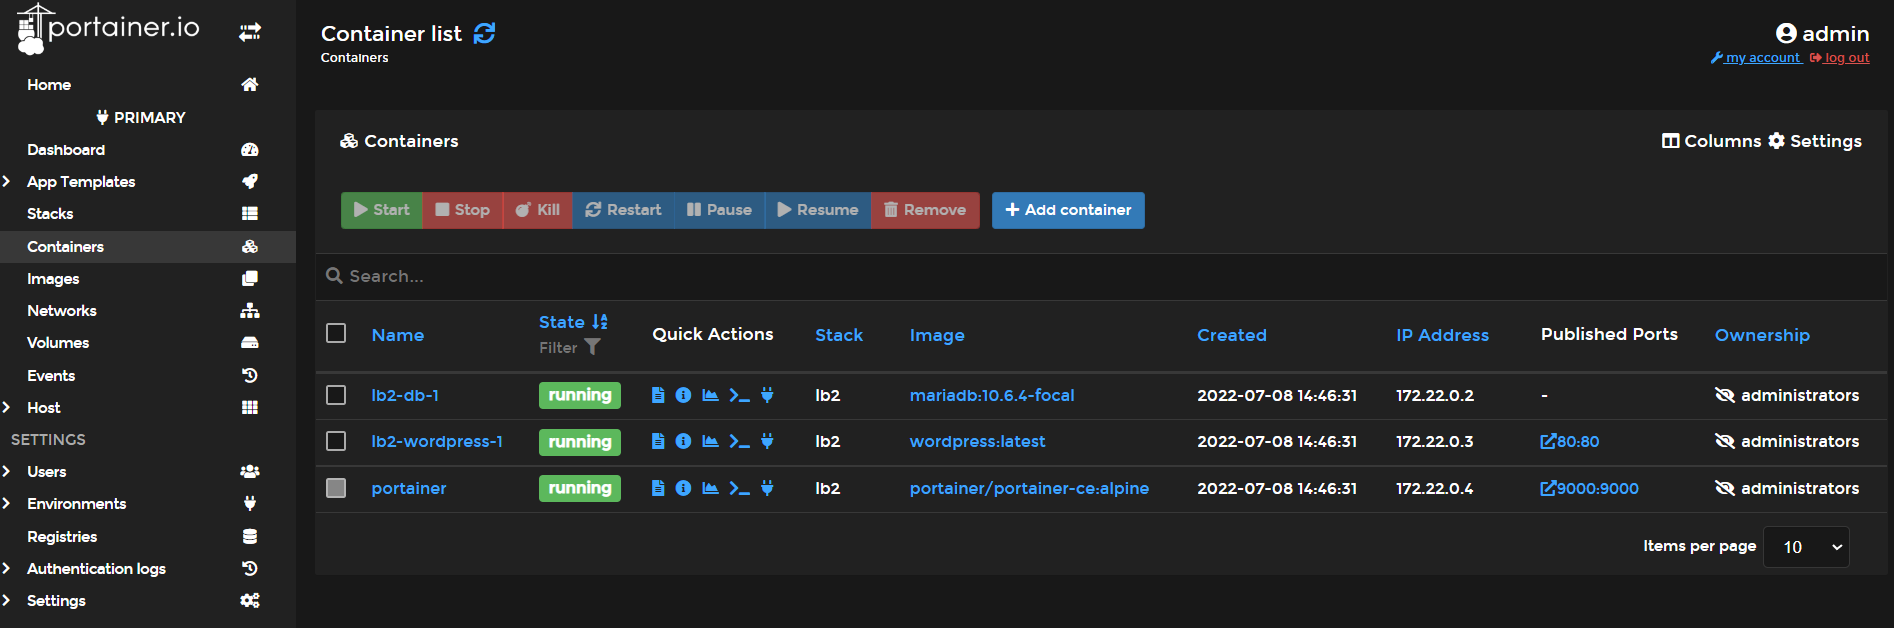 portainer.io
Home
PRIMARY
Dashboard
App Templates
Stacks
Containers
Images
Networks
Volumes
Events
Host
SETTINGS
Users
Environments
Registries
Authentication logs
Settings
Container list
Containers
admin
my account log out
Containers
Columns Settings
Start Stop Kill Restart Pause Resume Remove Add container
Search...
Name State Filter Quick Actions Stack Image Created IP Address Published Ports Ownership
lb2-db-1 running lb2 mariadb:10.6.4-focal 2022-07-08 14:46:31 172.22.0.2 - administrators
lb2-wordpress-1 running lb2 wordpress:latest 2022-07-08 14:46:31 172.22.0.3 80:80 administrators
portainer running lb2 portainer/portainer-ce:alpine 2022-07-08 14:46:31 172.22.0.4 9000:9000 administrators
Items per page 10